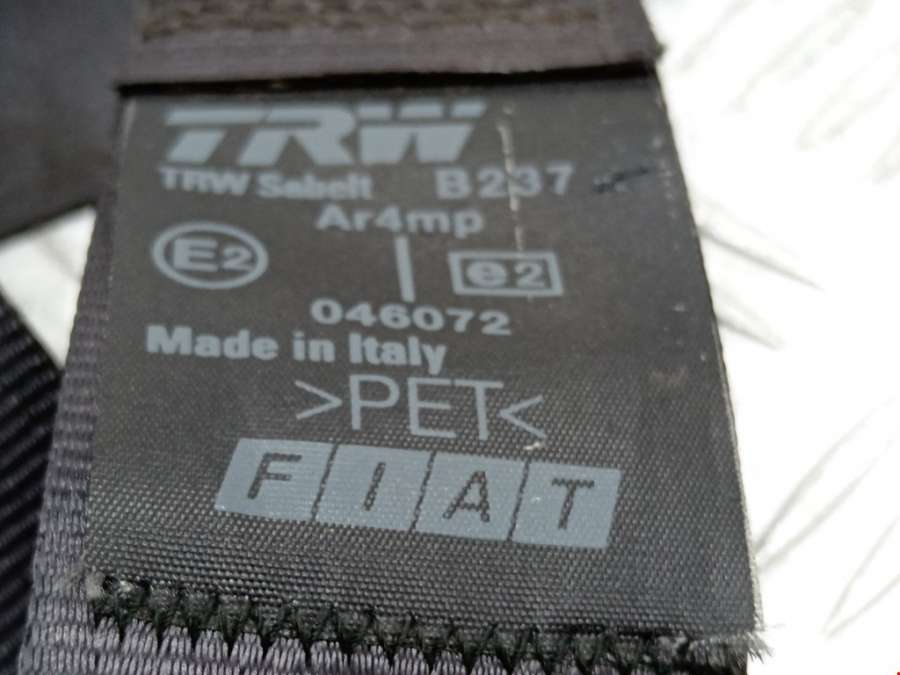 TRW
TRW Sabelt B237
Ar4mp
E2 e2
046072
Made in Italy
>PET<
FIAT